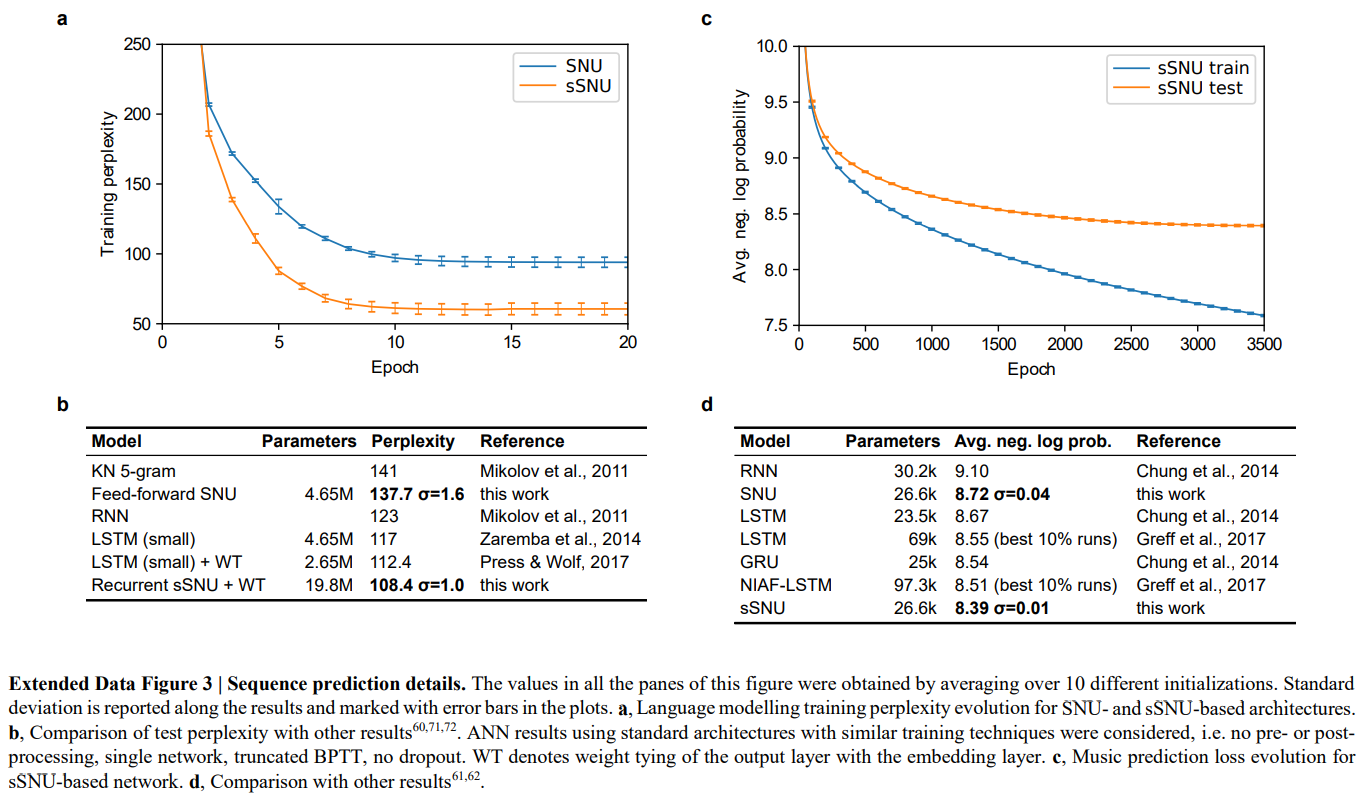 a
250
200
150
100
50
0
5
10
15
20
Training perplexity
Epoch
SNU
sSNU
c
10.0
9.5
9.0
8.5
8.0
7.5
0
500
1000
1500
2000
2500
3000
3500
Avg. neg. log probability
Epoch
sSNU train
sSNU test
b
Model Parameters Perplexity Reference
KN 5-gram 141 Mikolov et al., 2011
Feed-forward SNU 4.65M 137.7 σ=1.6 this work
RNN 123 Mikolov et al., 2011
LSTM (small) 4.65M 117 Zaremba et al., 2014
LSTM (small) + WT 2.65M 112.4 Press & Wolf, 2017
Recurrent sSNU + WT 19.8M 108.4 σ=1.0 this work
d
Model Parameters Avg. neg. log prob. Reference
RNN 30.2k 9.10 Chung et al., 2014
SNU 26.6k 8.72 σ=0.04 this work
LSTM 23.5k 8.67 Chung et al., 2014
LSTM 69k 8.55 (best 10% runs) Greff et al., 2017
GRU 25k 8.54 Chung et al., 2014
NIAF-LSTM 97.3k 8.51 (best 10% runs) Greff et al., 2017
sSNU 26.6k 8.39 σ=0.01 this work
Extended Data Figure 3 | Sequence prediction details. The values in all the panes of this figure were obtained by averaging over 10 different initializations. Standard
deviation is reported along the results and marked with error bars in the plots. a, Language modelling training perplexity evolution for SNU- and sSNU-based architectures.
b, Comparison of test perplexity with other results60,71,72. ANN results using standard architectures with similar training techniques were considered, i.e. no pre- or post-
processing, single network, truncated BPTT, no dropout. WT denotes weight tying of the output layer with the embedding layer. c, Music prediction loss evolution for
sSNU-based network. d, Comparison with other results61,62.